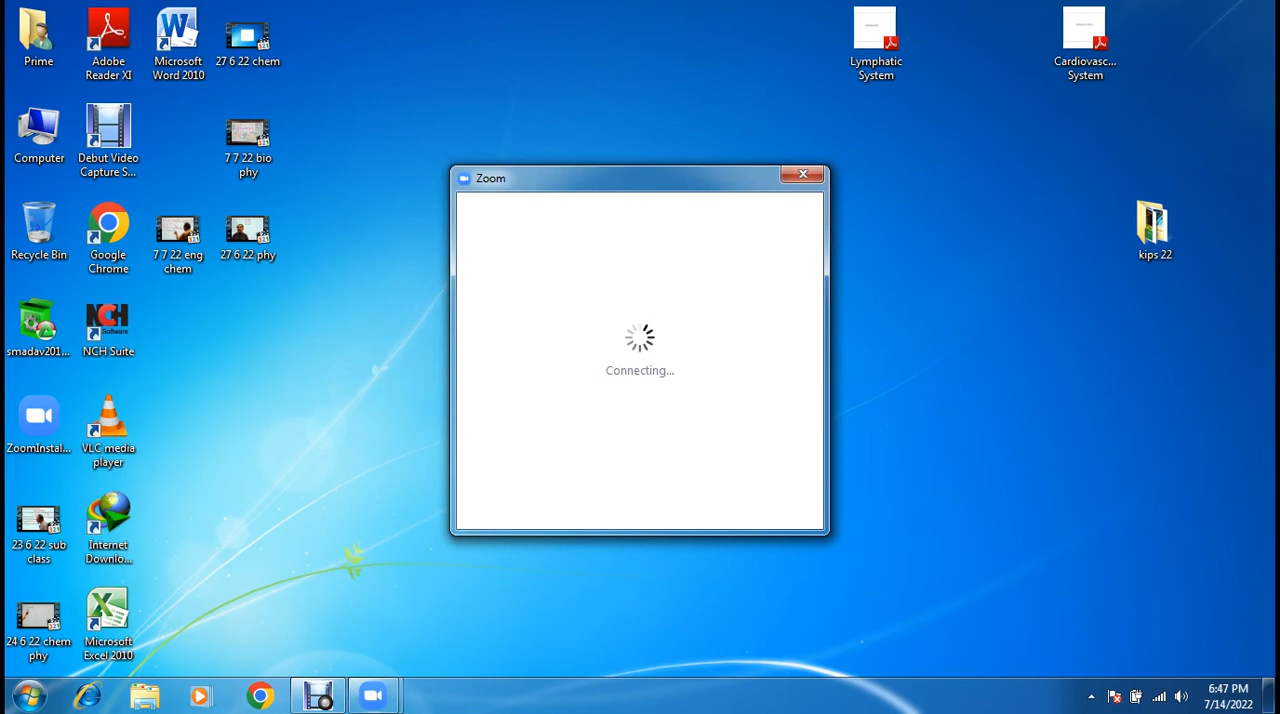 Prime
Adobe
Reader XI
Microsoft
Word 2010
27 6 22 chem
Lymphatic
System
Cardiovasc...
System
Computer
Debut Video
Capture S...
7 7 22 bio
phy
Zoom
Recycle Bin
Google
Chrome
7 7 22 eng
chem
27 6 22 phy
kips 22
smadav201...
NCH
Software
NCH Suite
Connecting...
ZoomInstal...
VLC media
player
23 6 22 sub
class
Internet
Downlo...
24 6 22 chem
phy
Microsoft
Excel 2010
6:47 PM
7/14/2022